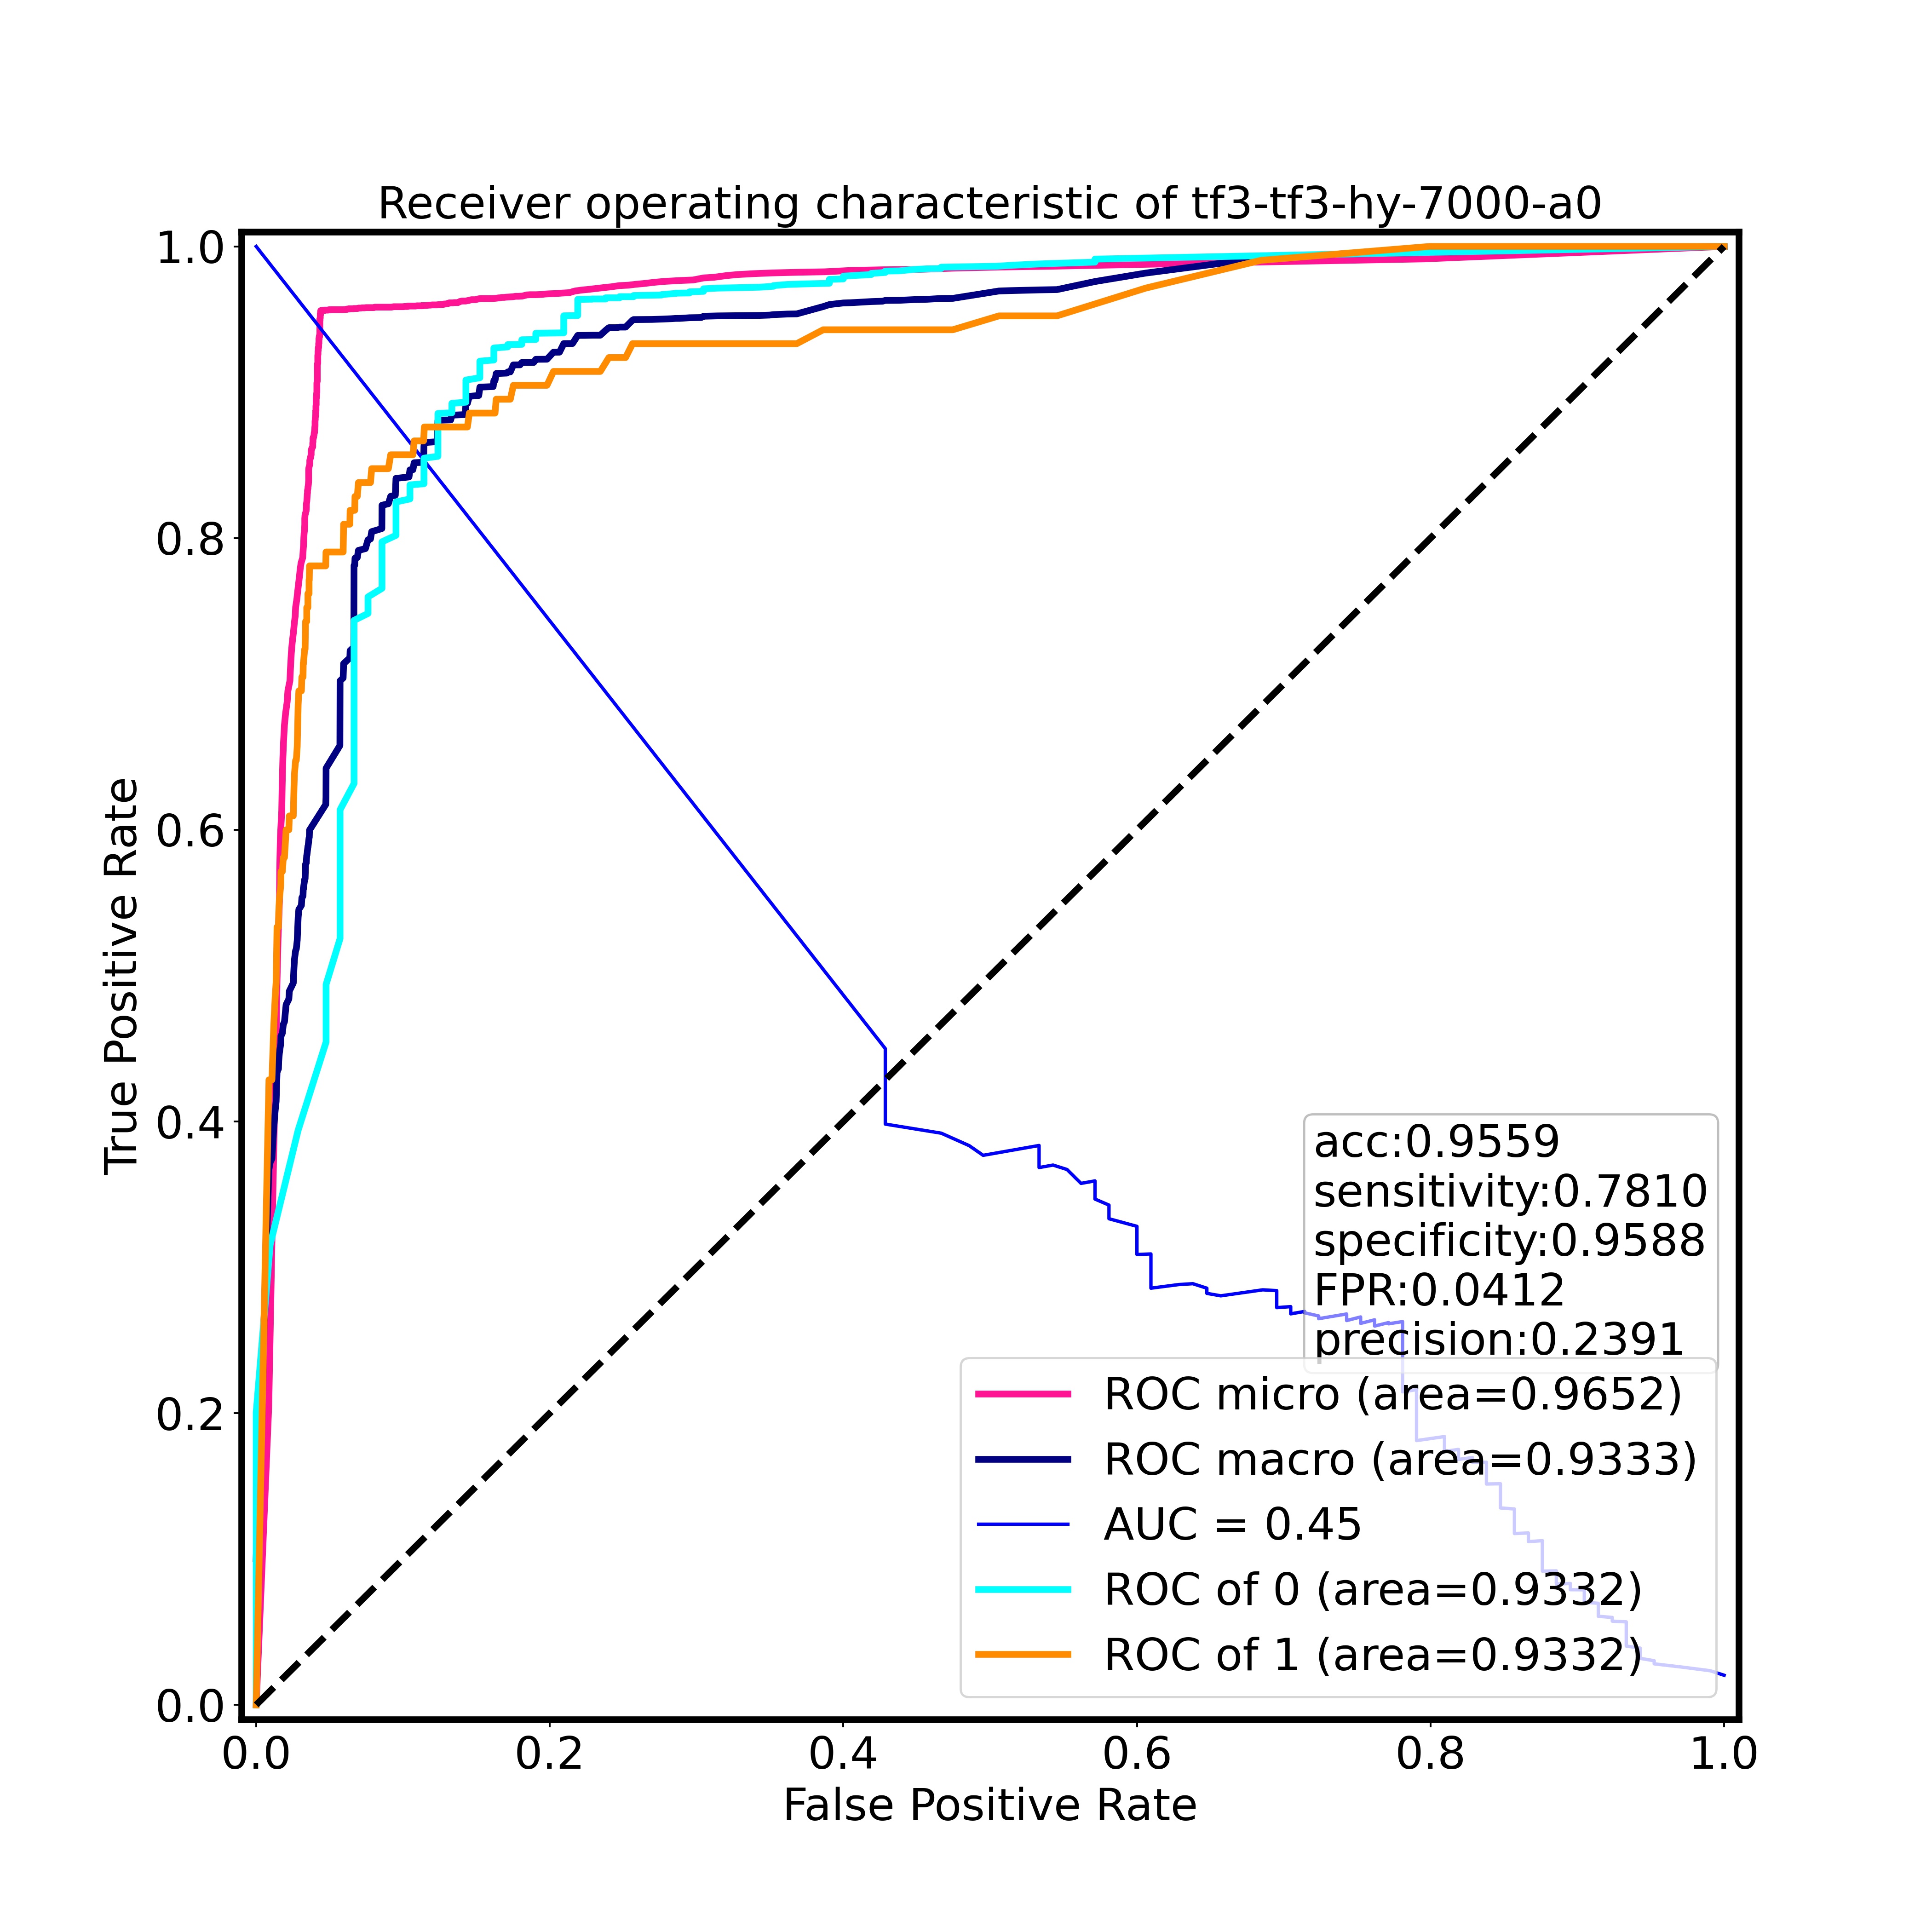 Receiver operating characteristic of tf3-tf3-hy-7000-a0
1.0
0.8
0.6
0.4
0.2
0.0
True Positive Rate
acc:0.9559
sensitivity:0.7810
specificity:0.9588
FPR:0.0412
precision:0.2391
ROC micro (area=0.9652)
ROC macro (area=0.9333)
AUC = 0.45
ROC of 0 (area=0.9332)
ROC of 1 (area=0.9332)
0.0 0.2 0.4 0.6 0.8 1.0
False Positive Rate